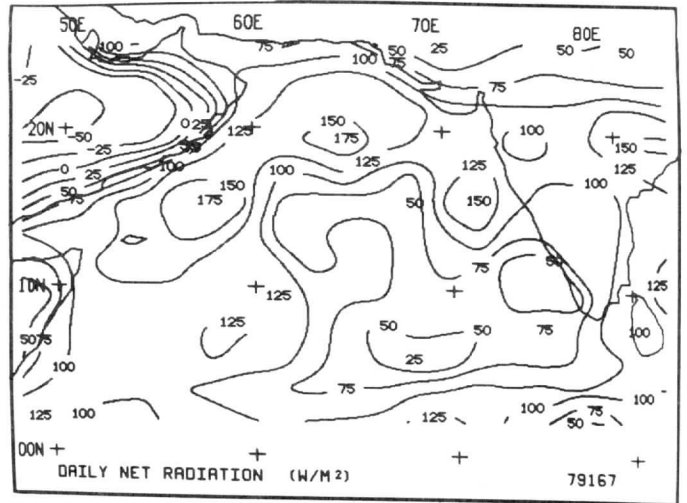 50E 60E 70E 80E
100 75 50 25 50 50
-25 75 100 75
20N -50 0 25 125 150 175 100 150
-25 125 125 125
0 25 100 100 100
50 150 50 150
75 175
50
75
10N 125 125
50 75 125 50 50 75 100
100 25
75
125 100 125 100 75 100
50
00N
DAILY NET RADIATION (W/M²) 79167